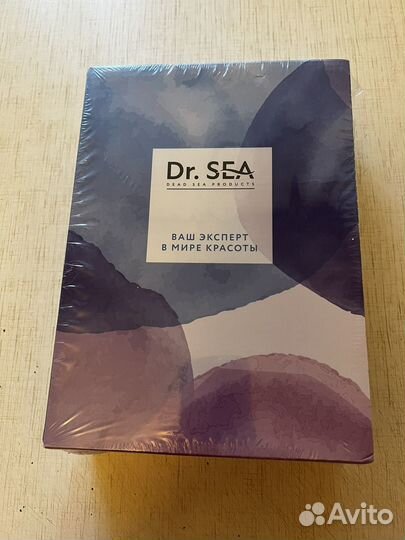 Dr. SEA
DEAD SEA PRODUCTS
ВАШ ЭКСПЕРТ
В МИРЕ КРАСОТЫ
Avito